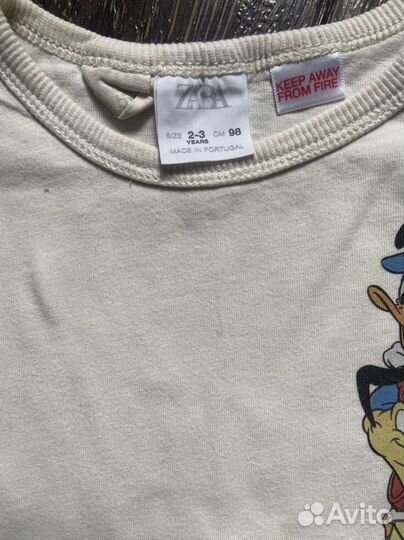 ZARA
SIZE 2-3 CM 98
YEARS
MADE IN PORTUGAL
KEEP AWAY
FROM FIRE
Avito